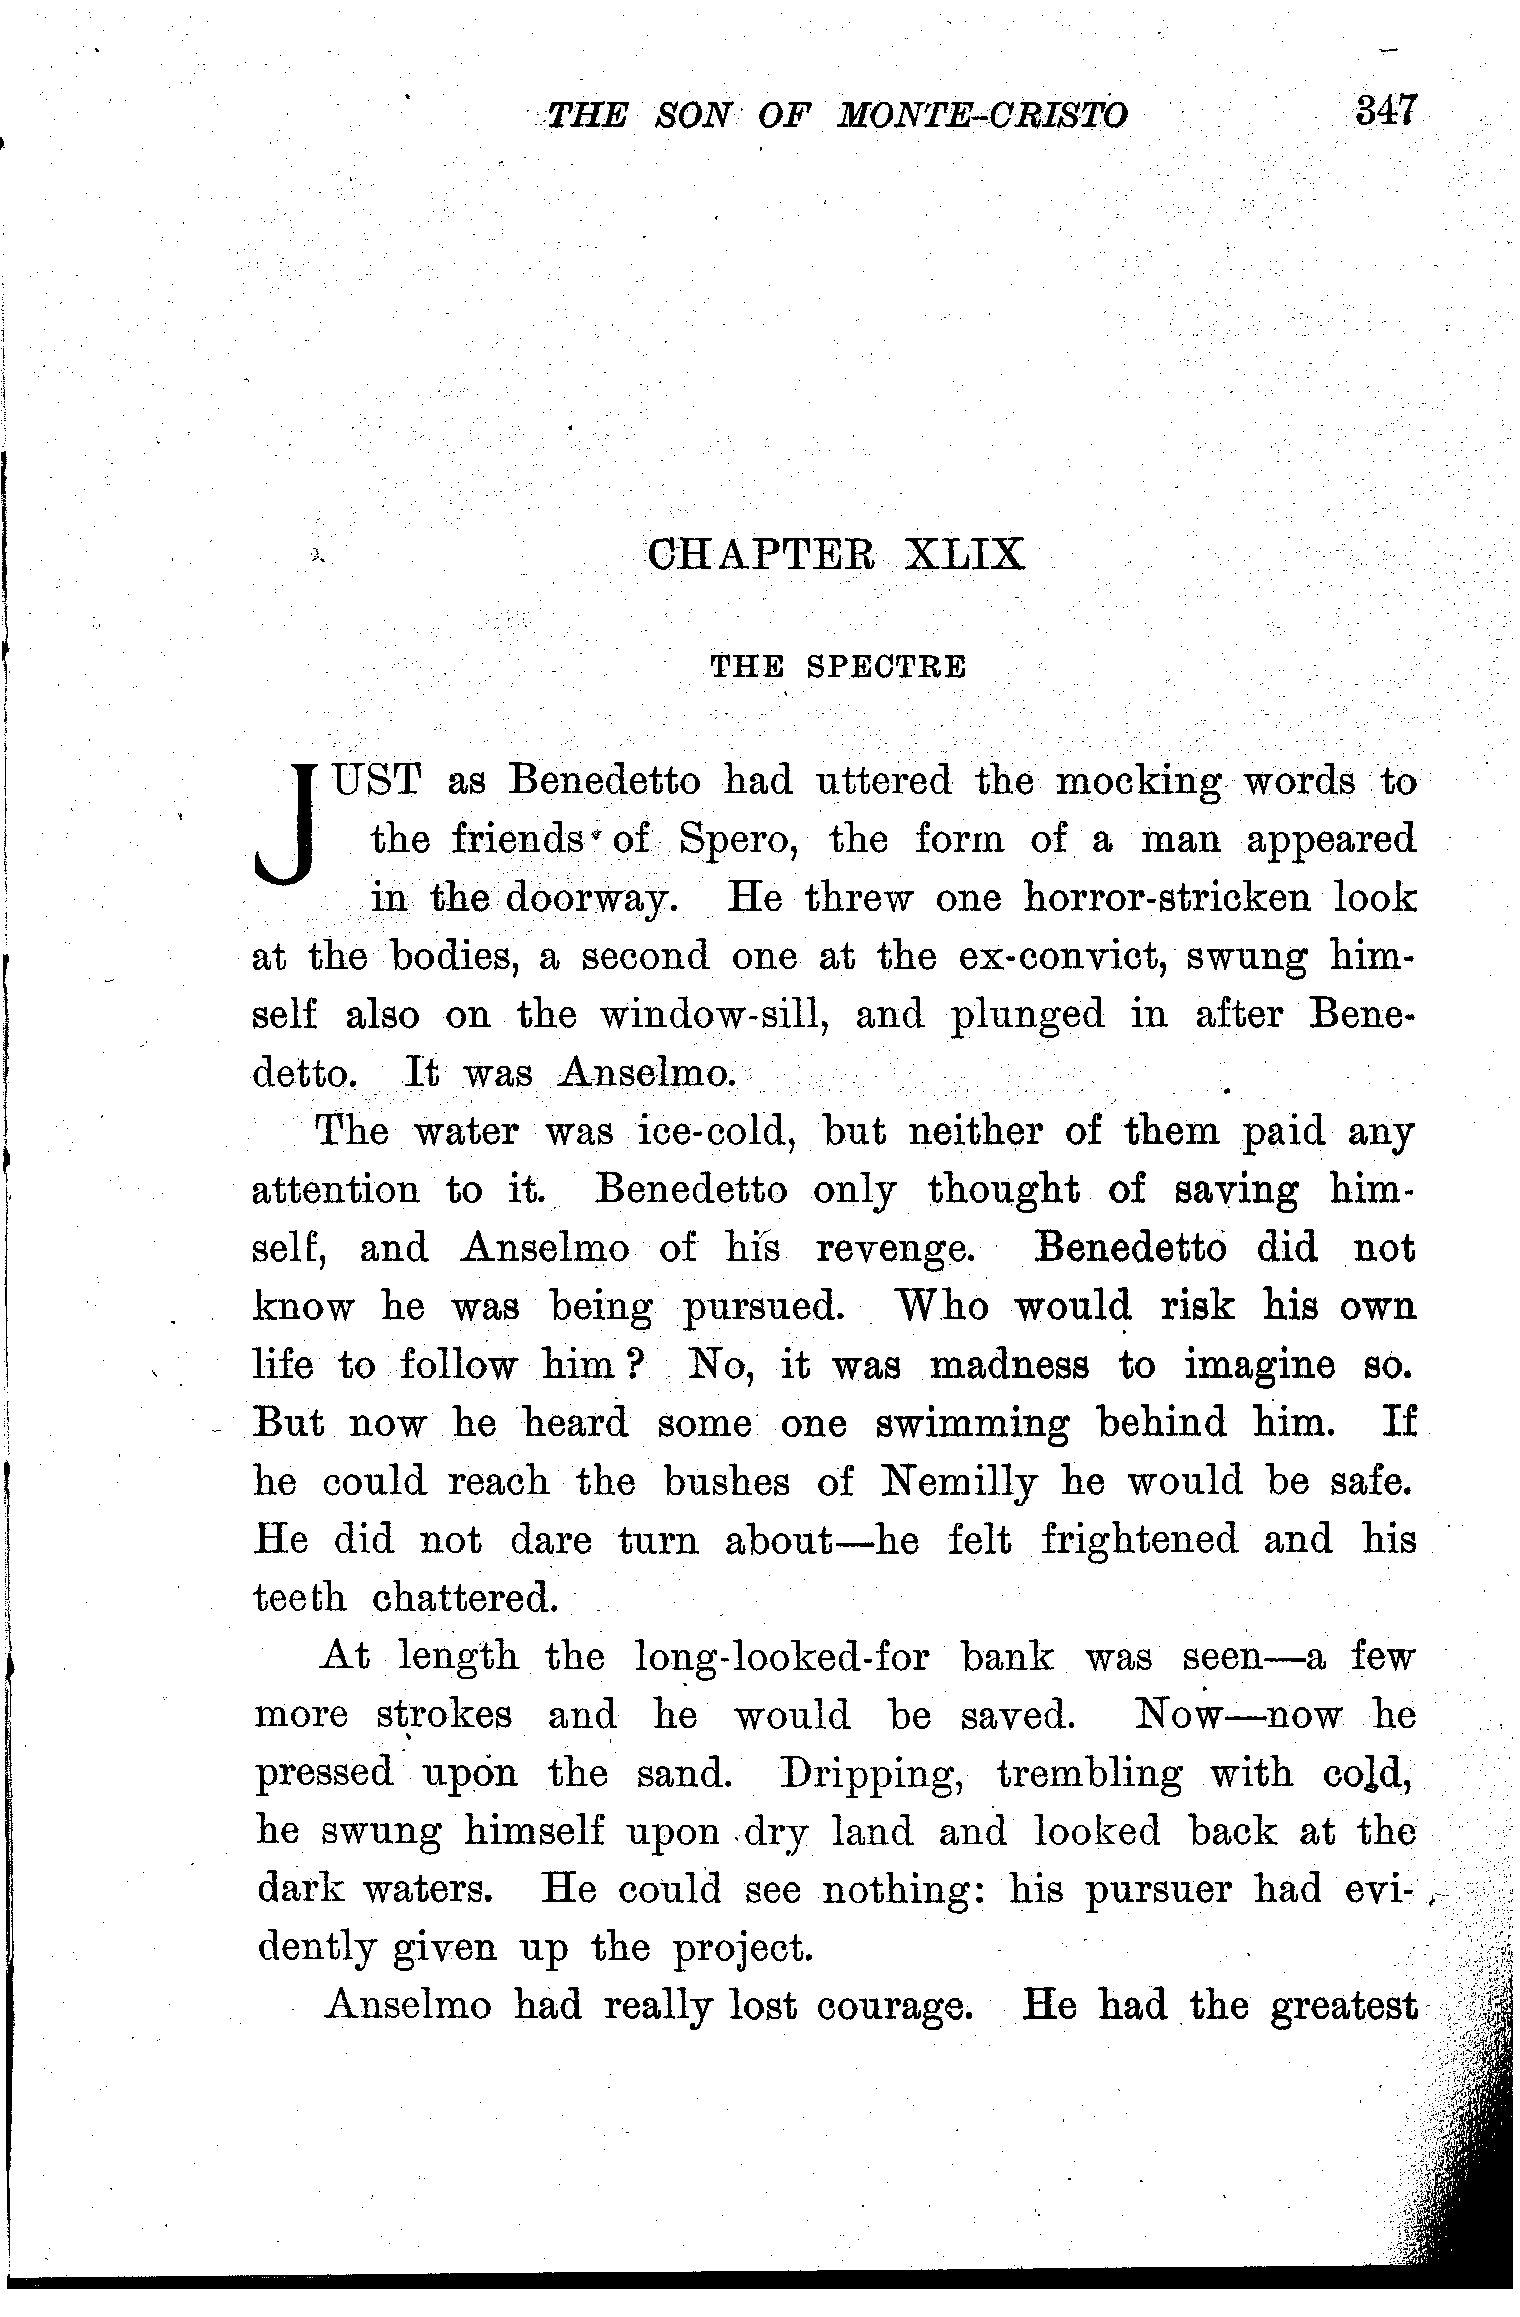 THE SON OF MONTE-CRISTO 347
CHAPTER XLIX
THE SPECTRE
JUST as Benedetto had uttered the mocking words to
the friends of Spero, the form of a man appeared
in the doorway. He threw one horror-stricken look
at the bodies, a second one at the ex-convict, swung him-
self also on the window-sill, and plunged in after Bene-
detto. It was Anselmo.
The water was ice-cold, but neither of them paid any
attention to it. Benedetto only thought of saving him-
self, and Anselmo of his revenge. Benedetto did not
know he was being pursued. Who would risk his own
life to follow him? No, it was madness to imagine so.
But now he heard some one swimming behind him. If
he could reach the bushes of Nemilly he would be safe.
He did not dare turn about—he felt frightened and his
teeth chattered.
At length the long-looked-for bank was seen—a few
more strokes and he would be saved. Now—now he
pressed upon the sand. Dripping, trembling with cold,
he swung himself upon dry land and looked back at the
dark waters. He could see nothing: his pursuer had evi-
dently given up the project.
Anselmo had really lost courage. He had the greatest